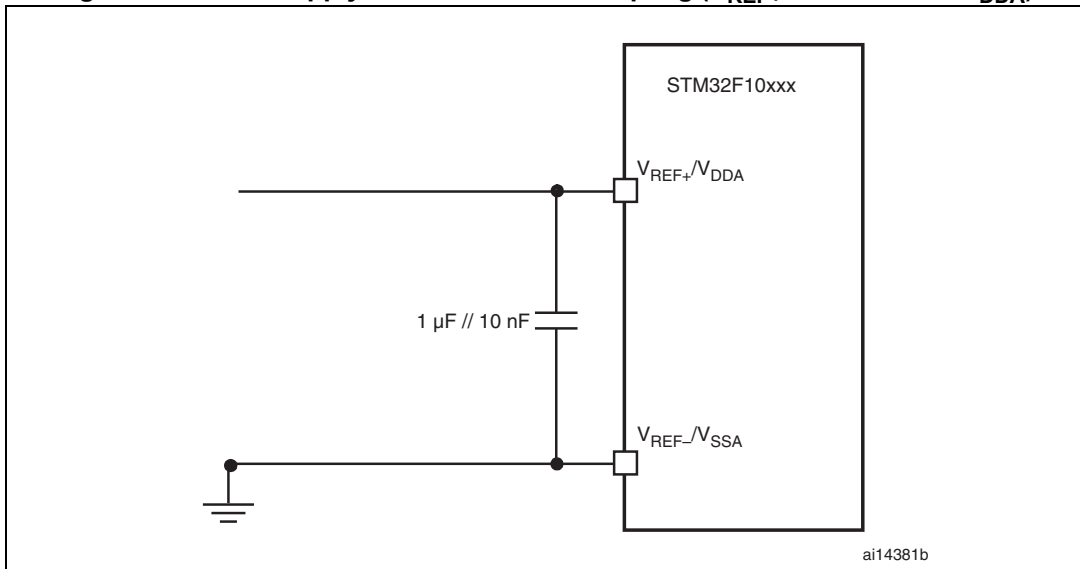 STM32F10xxx
VREF+/VDDA
1 µF // 10 nF
VREF–/VSSA
ai14381b